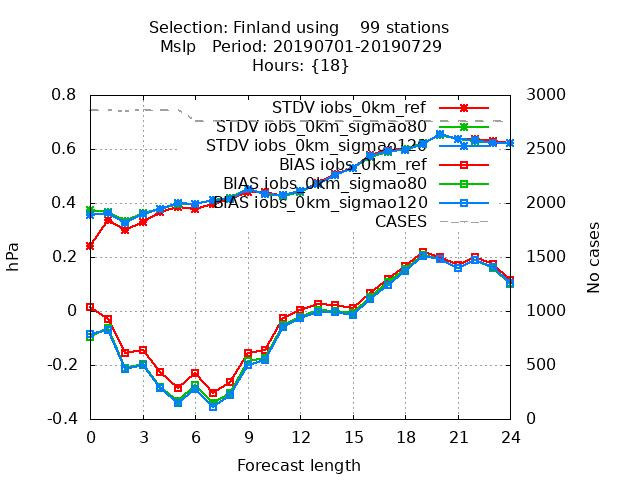 Selection: Finland using    99 stations
Mslp   Period: 20190701-20190729
Hours: {18}
0.8
0.6
0.4
0.2
0
-0.2
-0.4
hPa
3000
2500
2000
1500
1000
500
0
No cases
STDV iobs_0km_ref
STDV iobs_0km_sigmao80
STDV iobs_0km_sigmao120
BIAS iobs_0km_ref
BIAS iobs_0km_sigmao80
BIAS iobs_0km_sigmao120
CASES
0 3 6 9 12 15 18 21 24
Forecast length